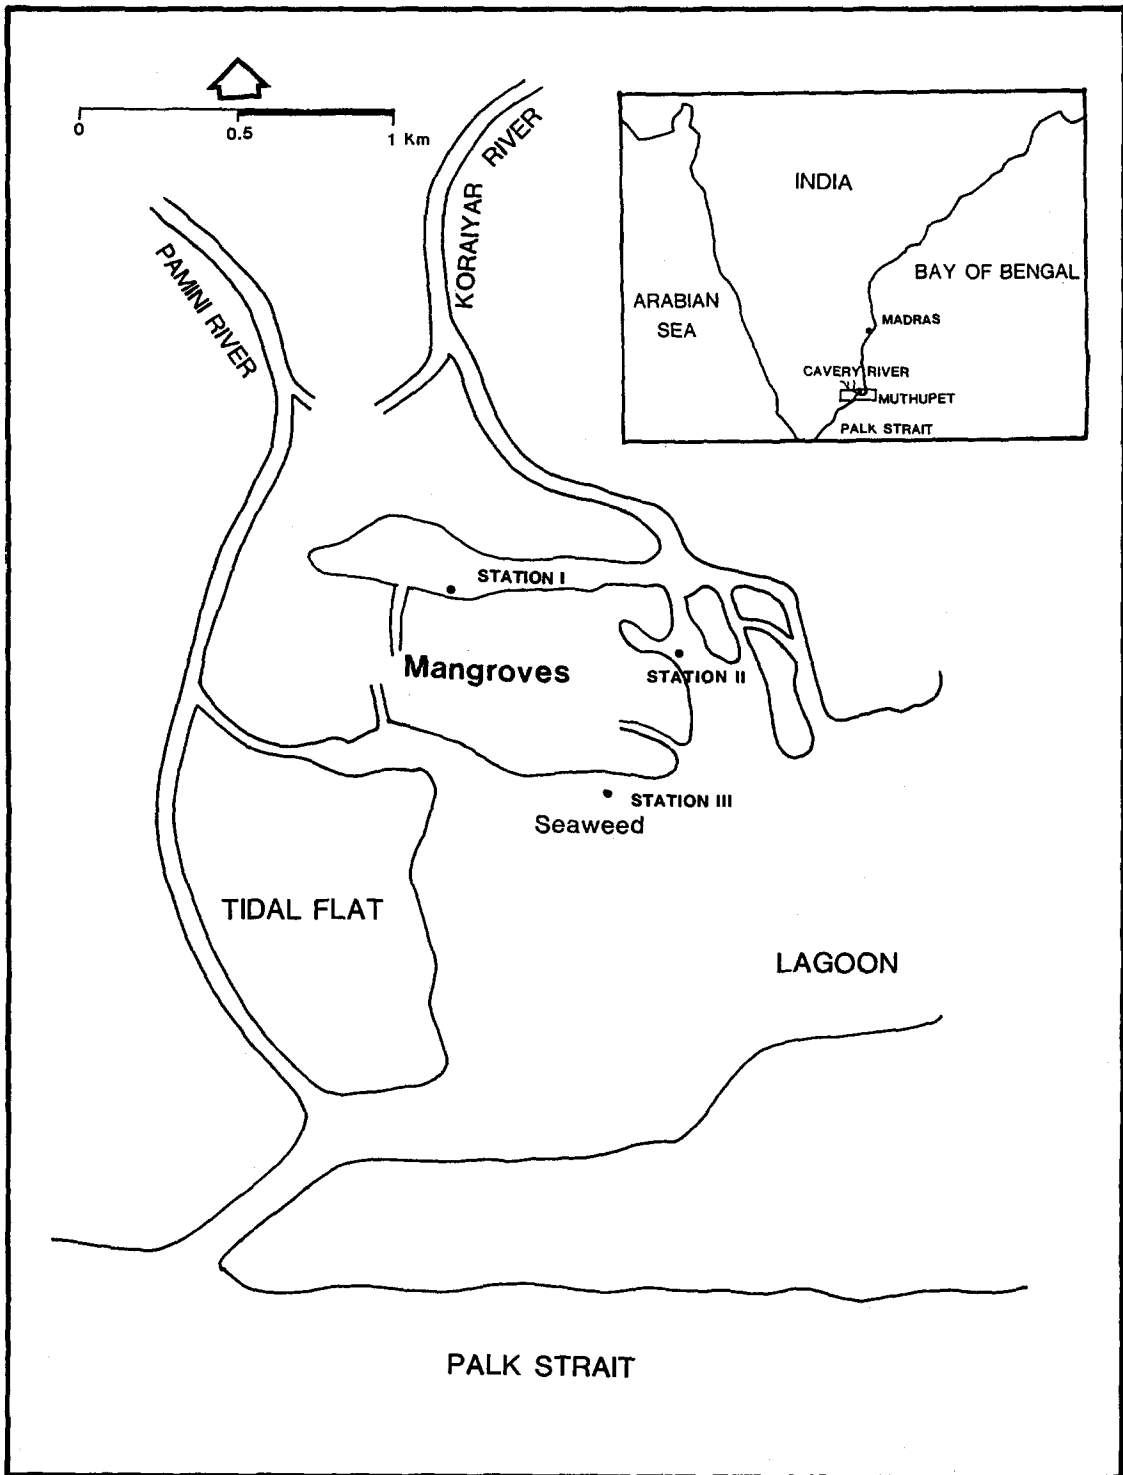 0
0.5
1 Km
PAMINI RIVER
KORAIYAR RIVER
INDIA
BAY OF BENGAL
ARABIAN
SEA
MADRAS
CAVERY RIVER
MUTHUPET
PALK STRAIT
STATION I
Mangroves
STATION II
STATION III
Seaweed
TIDAL FLAT
LAGOON
PALK STRAIT